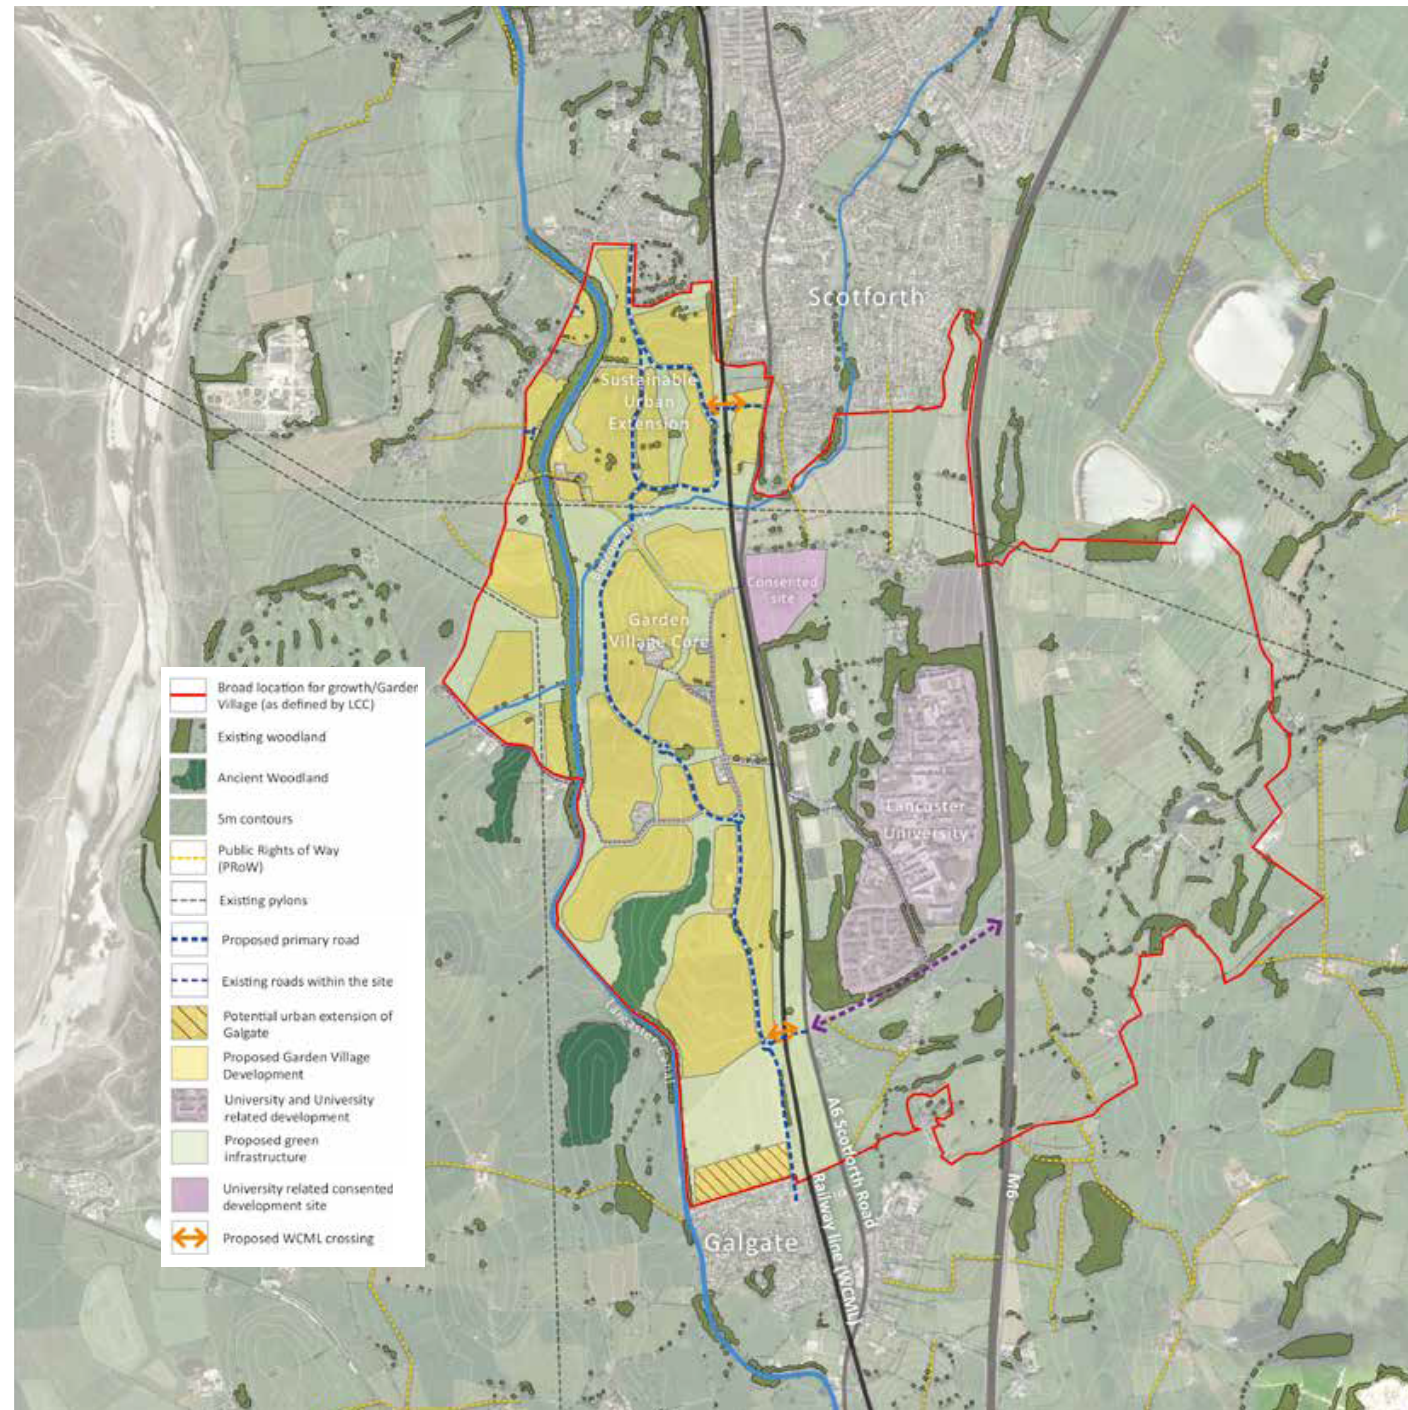 Scotforth
Sustainable
Urban
Extension
Consented
site
Garden
Village Core
Lancaster
University
Lancaster Canal
A6 Scotforth Road
Railway line (WCML)
M6
Galgate
Broad location for growth/Garden
Village (as defined by LCC)
Existing woodland
Ancient Woodland
5m contours
Public Rights of Way
(PRoW)
Existing pylons
Proposed primary road
Existing roads within the site
Potential urban extension of
Galgate
Proposed Garden Village
Development
University and University
related development
Proposed green
infrastructure
University related consented
development site
Proposed WCML crossing